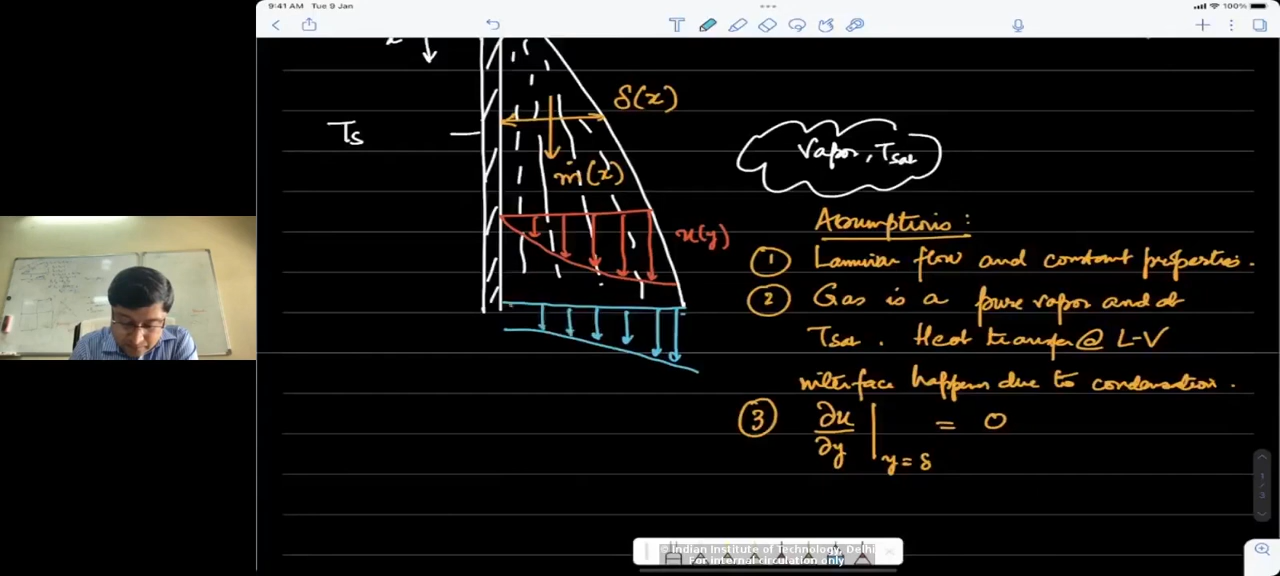 9:41 AM Tue 9 Jan
100%
δ(x)
Ts
Vapor, Tsat
ṁ(x)
u(y)
Assumptions:
① Laminar flow and constant properties.
② Gas is a pure vapor and at
Tsat. Heat transfer @ L-V
interface happens due to condensation.
③ ∂u/∂y |y=δ = 0
1/3
© Indian Institute of Technology, Delhi
For internal circulation only